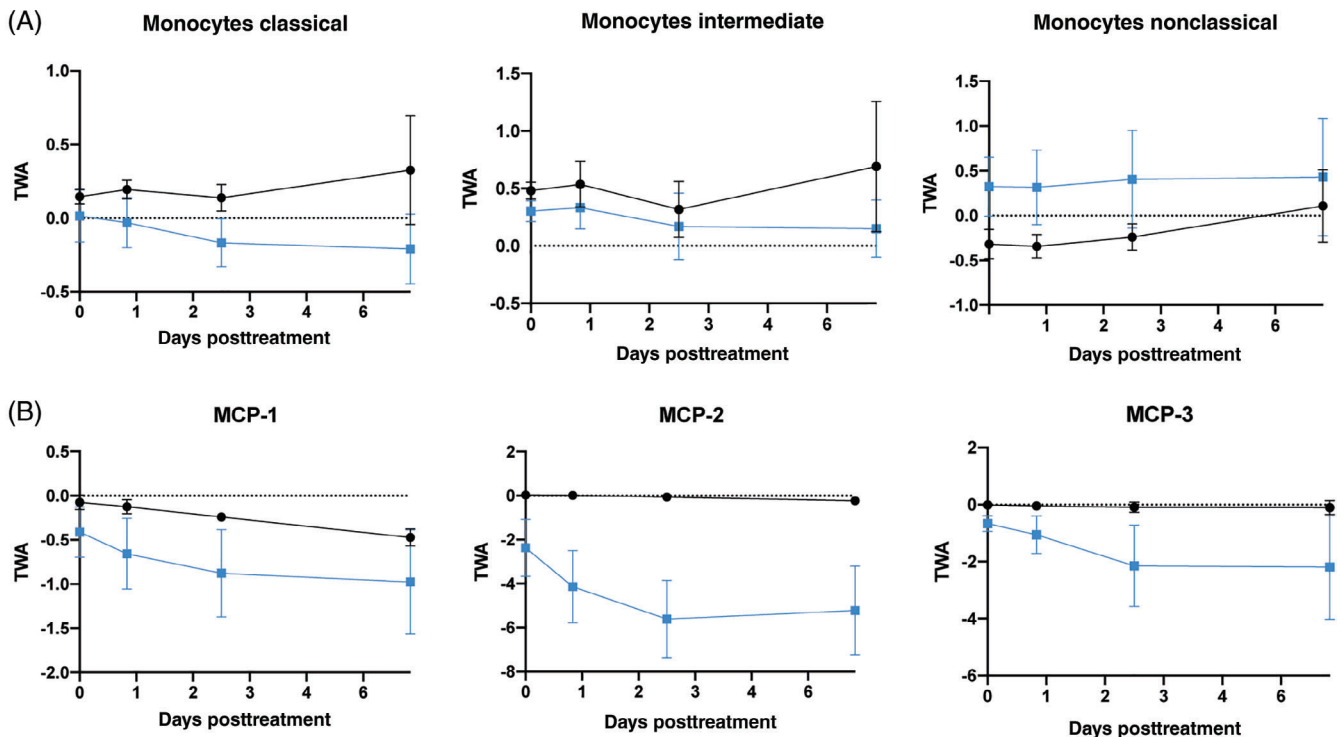 (A)
Monocytes classical
1.0
0.5
0.0
-0.5
TWA
0 1 2 3 4 6
Days posttreatment
Monocytes intermediate
1.5
1.0
0.5
0.0
-0.5
TWA
0 1 2 3 4 6
Days posttreatment
Monocytes nonclassical
1.5
1.0
0.5
0.0
-0.5
-1.0
TWA
0 1 2 3 4 6
Days posttreatment
(B)
MCP-1
0.5
0.0
-0.5
-1.0
-1.5
-2.0
TWA
0 1 2 3 4 6
Days posttreatment
MCP-2
2
0
-2
-4
-6
-8
TWA
0 1 2 3 4 6
Days posttreatment
MCP-3
2
0
-2
-4
-6
TWA
0 1 2 3 4 6
Days posttreatment